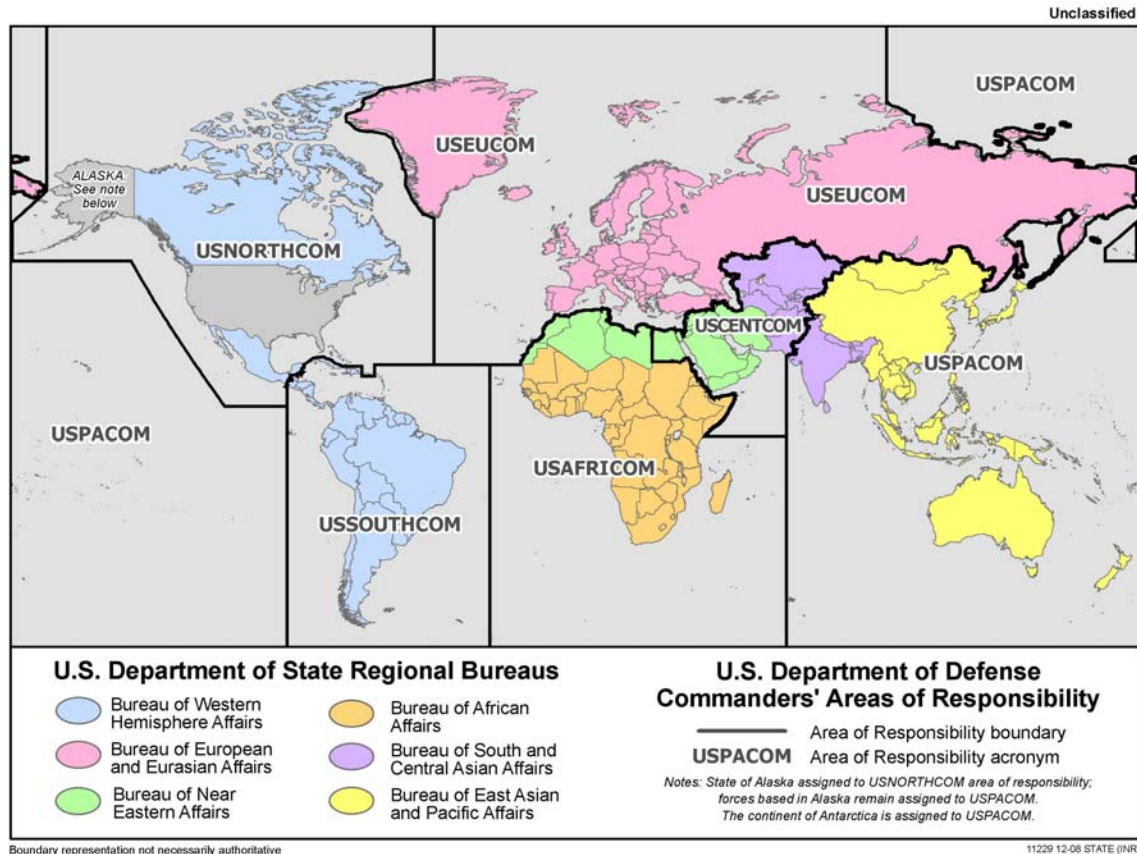 Unclassified
USPACOM
USEUCOM
ALASKA:
See note
below
USEUCOM
USNORTHCOM
USCENTCOM
USPACOM
USPACOM
USAFRICOM
USSOUTHCOM
U.S. Department of State Regional Bureaus
Bureau of Western
Hemisphere Affairs
Bureau of European
and Eurasian Affairs
Bureau of Near
Eastern Affairs
Bureau of African
Affairs
Bureau of South and
Central Asian Affairs
Bureau of East Asian
and Pacific Affairs
U.S. Department of Defense
Commanders' Areas of Responsibility
Area of Responsibility boundary
USPACOM Area of Responsibility acronym
Notes: State of Alaska assigned to USNORTHCOM area of responsibility;
forces based in Alaska remain assigned to USPACOM.
The continent of Antarctica is assigned to USPACOM.
Boundary representation not necessarily authoritative
11229 12-08 STATE (INR